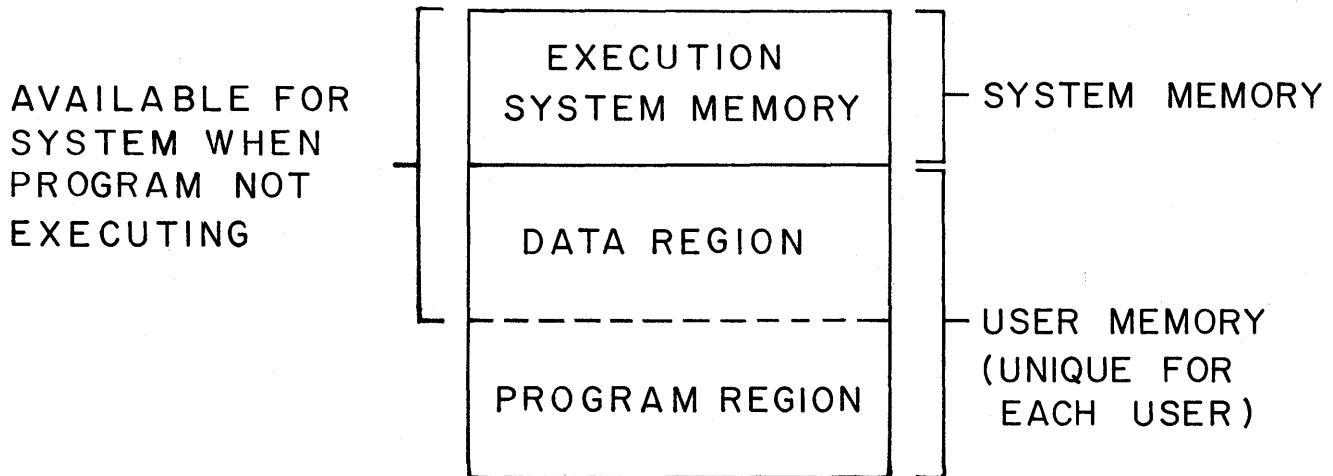 AVAILABLE FOR
SYSTEM WHEN
PROGRAM NOT
EXECUTING
EXECUTION
SYSTEM MEMORY
DATA REGION
PROGRAM REGION
SYSTEM MEMORY
USER MEMORY
(UNIQUE FOR
EACH USER)